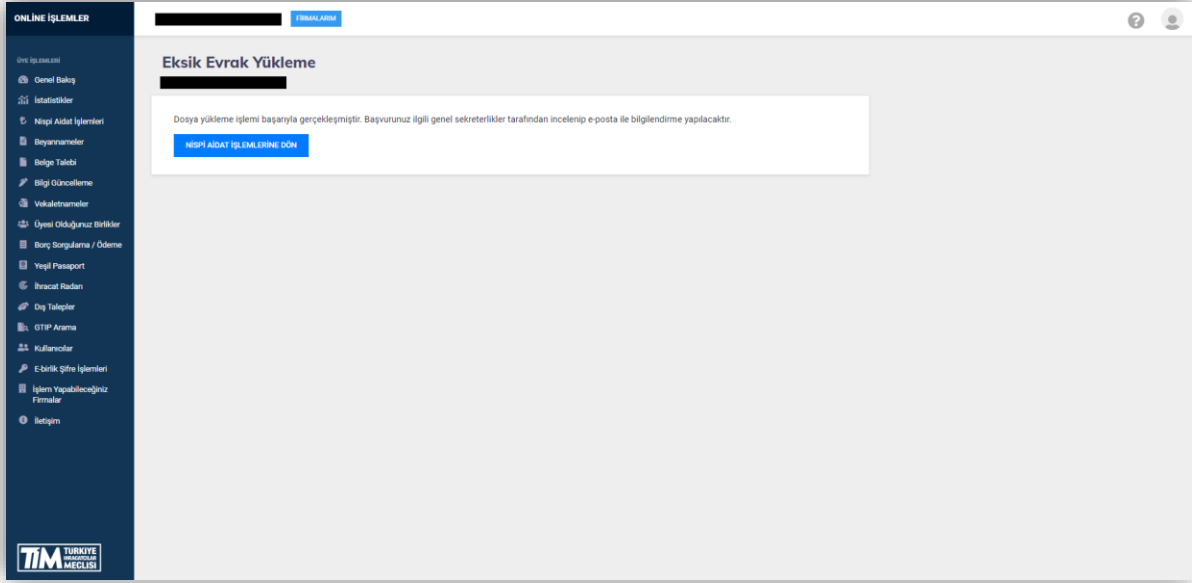 ONLİNE İŞLEMLER
FİRMALARIM
ÜYE İŞLEMLERİ
Genel Bakış
İstatistikler
Nispi Aidat İşlemleri
Beyannameler
Belge Talebi
Bilgi Güncelleme
Vekaletnameler
Üyesi Olduğunuz Birlikler
Borç Sorgulama / Ödeme
Yeşil Pasaport
İhracat Radarı
Dış Talepler
GTIP Arama
Kullanıcılar
E-birlik Şifre İşlemleri
İşlem Yapabileceğiniz
Firmalar
İletişim
TİM TÜRKİYE
İHRACATÇILAR
MECLİSİ
Eksik Evrak Yükleme
Dosya yükleme işlemi başarıyla gerçekleşmiştir. Başvurunuz ilgili genel sekreterlikler tarafından incelenip e-posta ile bilgilendirme yapılacaktır.
NİSPİ AİDAT İŞLEMLERİNE DÖN